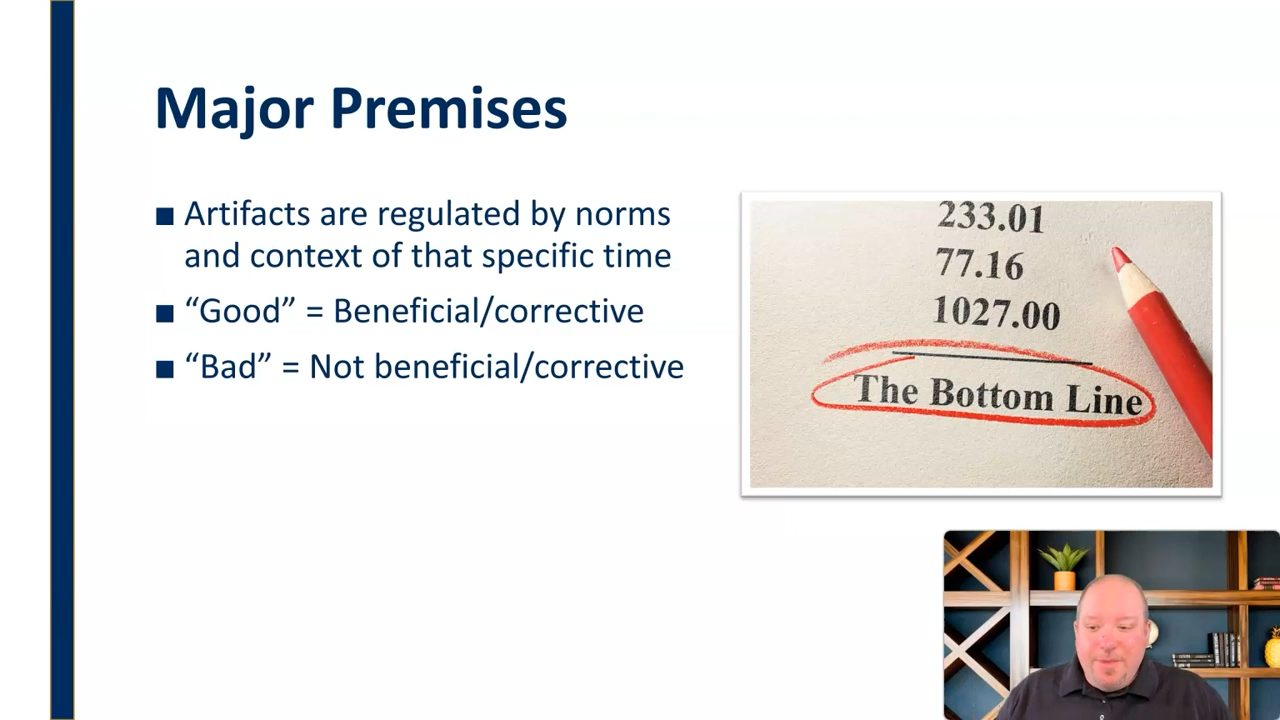 Major Premises
■ Artifacts are regulated by norms
and context of that specific time
■ “Good” = Beneficial/corrective
■ “Bad” = Not beneficial/corrective
233.01
77.16
1027.00
The Bottom Line